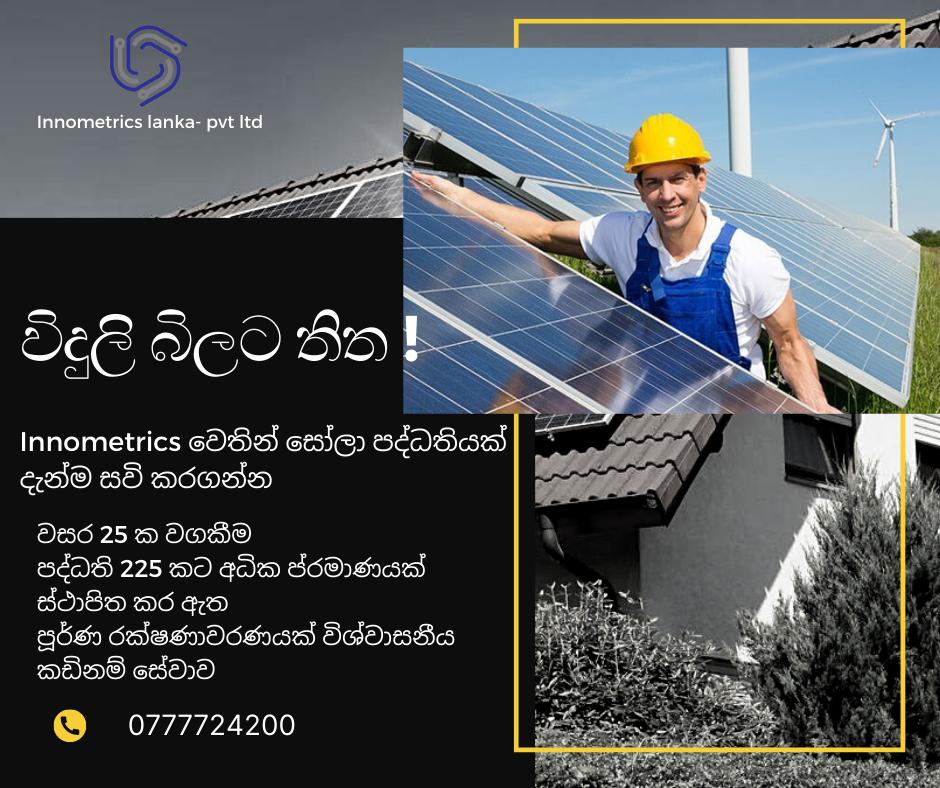 Innometrics lanka- pvt ltd
විදුලි බිලට තිත !
Innometrics වෙතින් සෝලා පද්ධතියක්
දැන්ම සවි කරගන්න
වසර 25 ක වගකීම
පද්ධති 225 කට අධික ප්රමාණයක්
ස්ථාපිත කර ඇත
පූර්ණ රක්ෂණාවරණයක් විශ්වාසනීය
කඩිනම් සේවාව
0777724200